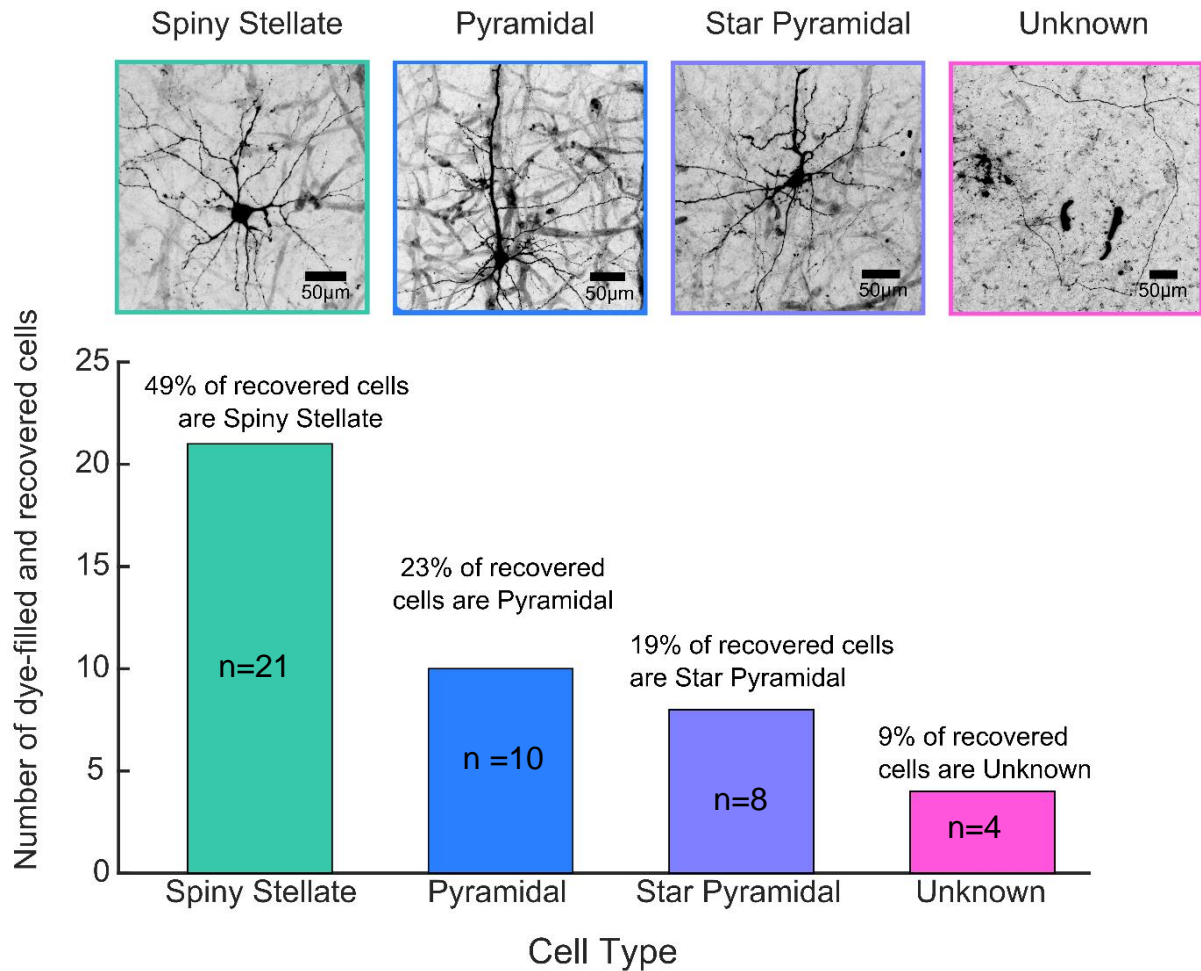 Spiny Stellate
Pyramidal
Star Pyramidal
Unknown
50µm
50µm
50µm
50µm
Number of dye-filled and recovered cells
25
20
15
10
5
0
49% of recovered cells
are Spiny Stellate
n=21
23% of recovered
cells are Pyramidal
n =10
19% of recovered cells
are Star Pyramidal
n=8
9% of recovered
cells are Unknown
n=4
Spiny Stellate
Pyramidal
Star Pyramidal
Unknown
Cell Type